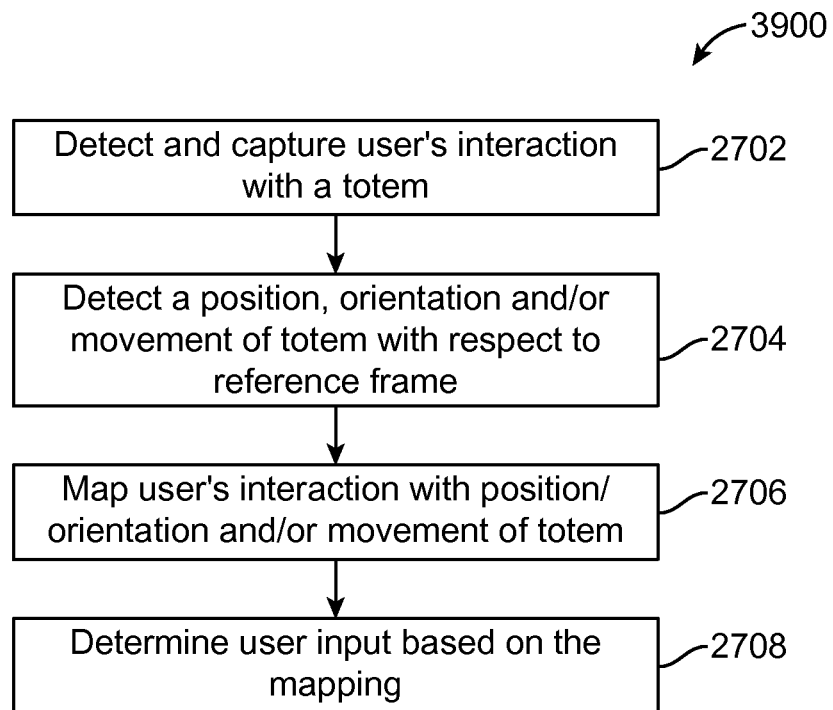 3900
Detect and capture user's interaction
with a totem
2702
Detect a position, orientation and/or
movement of totem with respect to
reference frame
2704
Map user's interaction with position/
orientation and/or movement of totem
2706
Determine user input based on the
mapping
2708